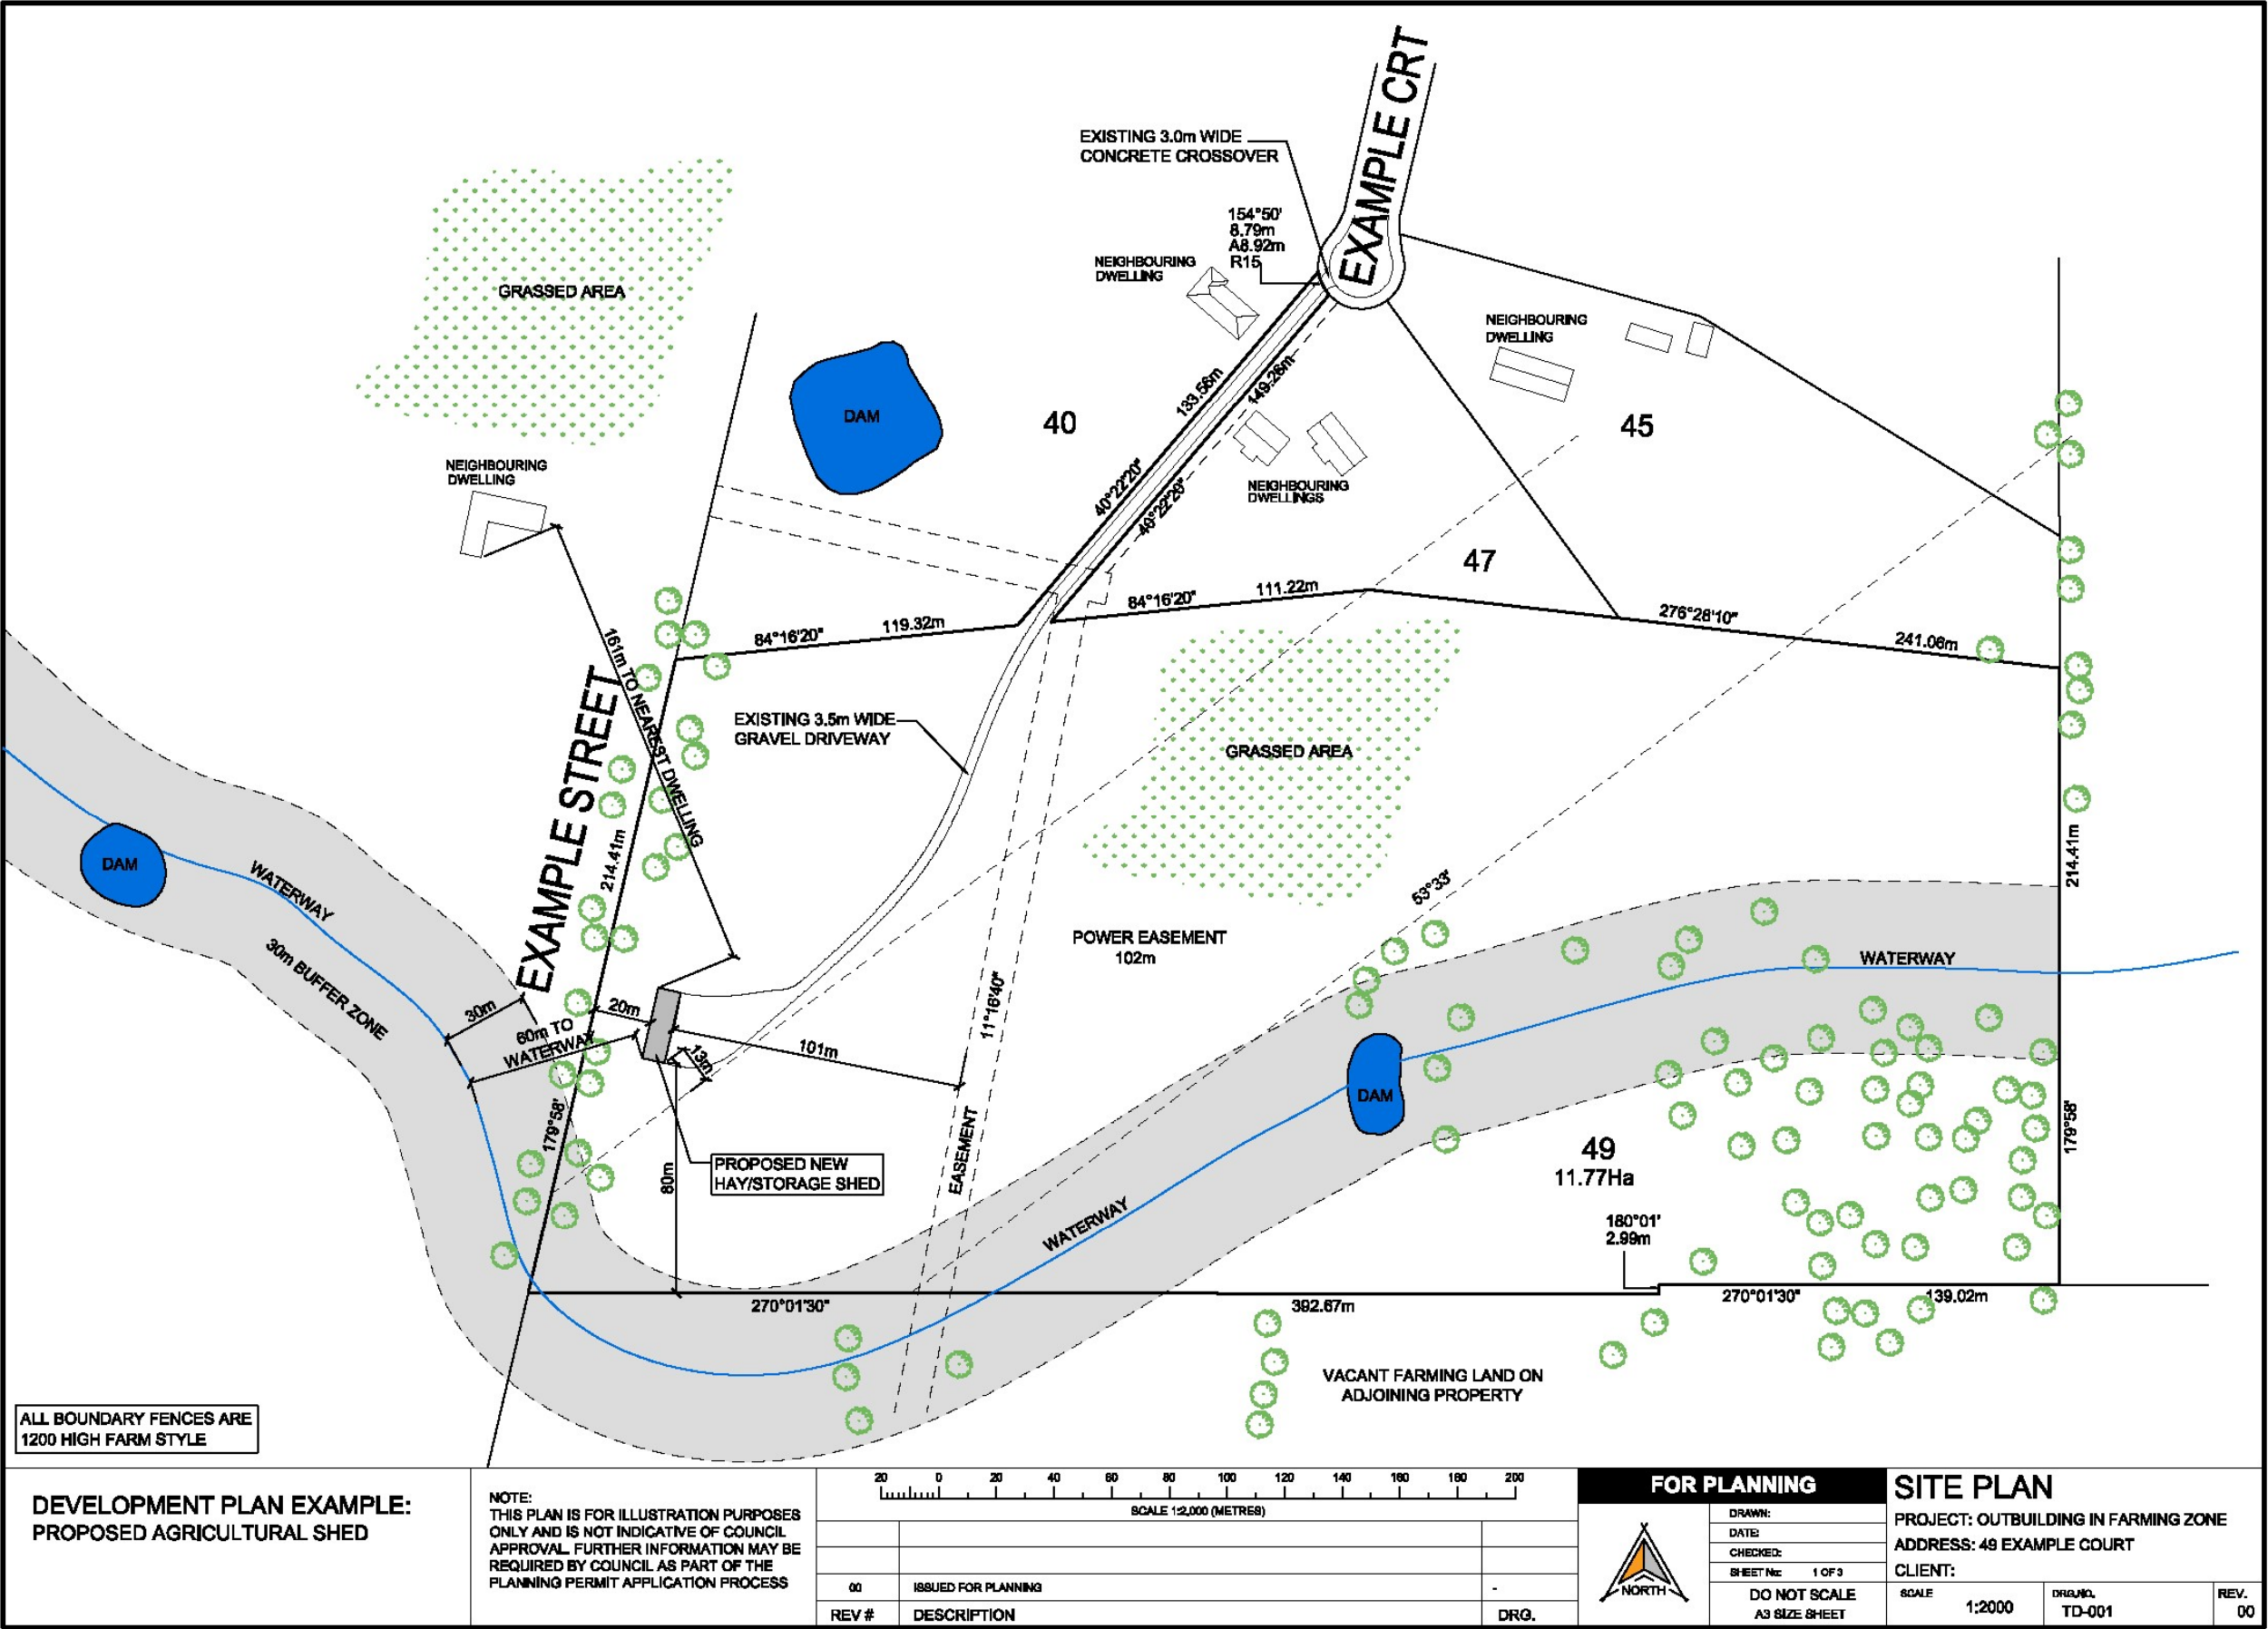 EXAMPLE CRT
EXISTING 3.0m WIDE
CONCRETE CROSSOVER
154°50'
8.79m
A8.92m
R15
NEIGHBOURING
DWELLING
GRASSED AREA
NEIGHBOURING
DWELLING
DAM
40
133.56m
149.26m
45
40°22'20"
40°22'20"
NEIGHBOURING
DWELLING
NEIGHBOURING
DWELLINGS
47
84°16'20"
119.32m
84°16'20"
111.22m
276°28'10"
241.06m
161m TO NEAREST DWELLING
EXAMPLE STREET
EXISTING 3.5m WIDE
GRAVEL DRIVEWAY
GRASSED AREA
214.41m
214.41m
DAM
WATERWAY
30m BUFFER ZONE
53°33'
POWER EASEMENT
102m
WATERWAY
11°16'40"
30m
20m
60m TO
WATERWAY
101m
13m
DAM
179°58'
EASEMENT
179°58'
80m
PROPOSED NEW
HAY/STORAGE SHED
49
11.77Ha
WATERWAY
180°01'
2.99m
270°01'30"
392.67m
270°01'30"
139.02m
VACANT FARMING LAND ON
ADJOINING PROPERTY
ALL BOUNDARY FENCES ARE
1200 HIGH FARM STYLE
DEVELOPMENT PLAN EXAMPLE:
PROPOSED AGRICULTURAL SHED
NOTE:
THIS PLAN IS FOR ILLUSTRATION PURPOSES
ONLY AND IS NOT INDICATIVE OF COUNCIL
APPROVAL. FURTHER INFORMATION MAY BE
REQUIRED BY COUNCIL AS PART OF THE
PLANNING PERMIT APPLICATION PROCESS
20 0 20 40 60 80 100 120 140 160 180 200
SCALE 1:2,000 (METRES)
00 ISSUED FOR PLANNING -
REV # DESCRIPTION DRG.
FOR PLANNING
NORTH
DRAWN:
DATE:
CHECKED:
SHEET No: 1 OF 3
DO NOT SCALE
A3 SIZE SHEET
SITE PLAN
PROJECT: OUTBUILDING IN FARMING ZONE
ADDRESS: 49 EXAMPLE COURT
CLIENT:
SCALE
1:2000
DRG.NO.
TD-001
REV.
00